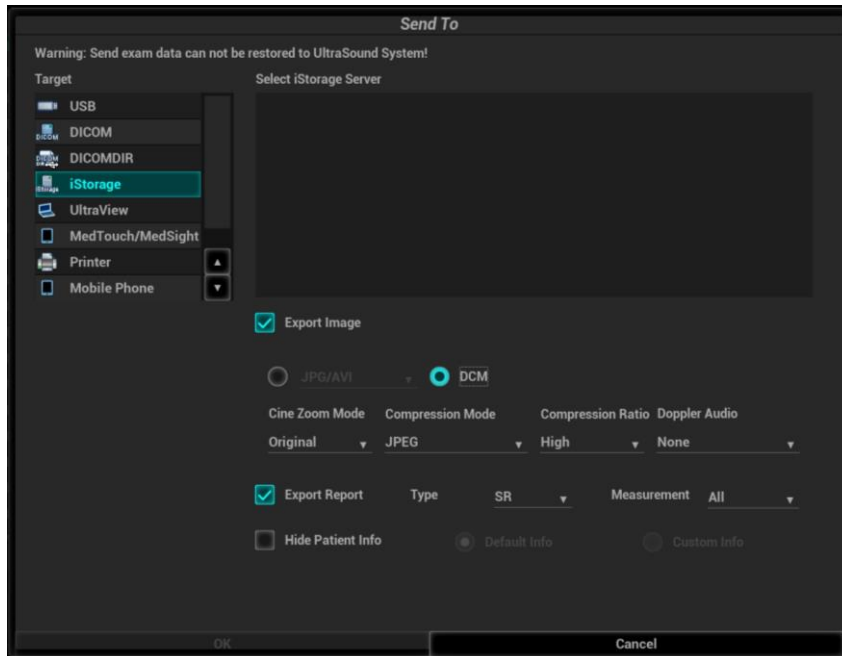 Send To
Warning: Send exam data can not be restored to UltraSound System!
Target
Select iStorage Server
USB
DICOM
DICOMDIR
iStorage
UltraView
MedTouch/MedSight
Printer
Mobile Phone
Export Image
JPG/AVI DCM
Cine Zoom Mode Compression Mode Compression Ratio Doppler Audio
Original JPEG High None
Export Report Type SR Measurement All
Hide Patient Info Default Info Custom Info
OK Cancel